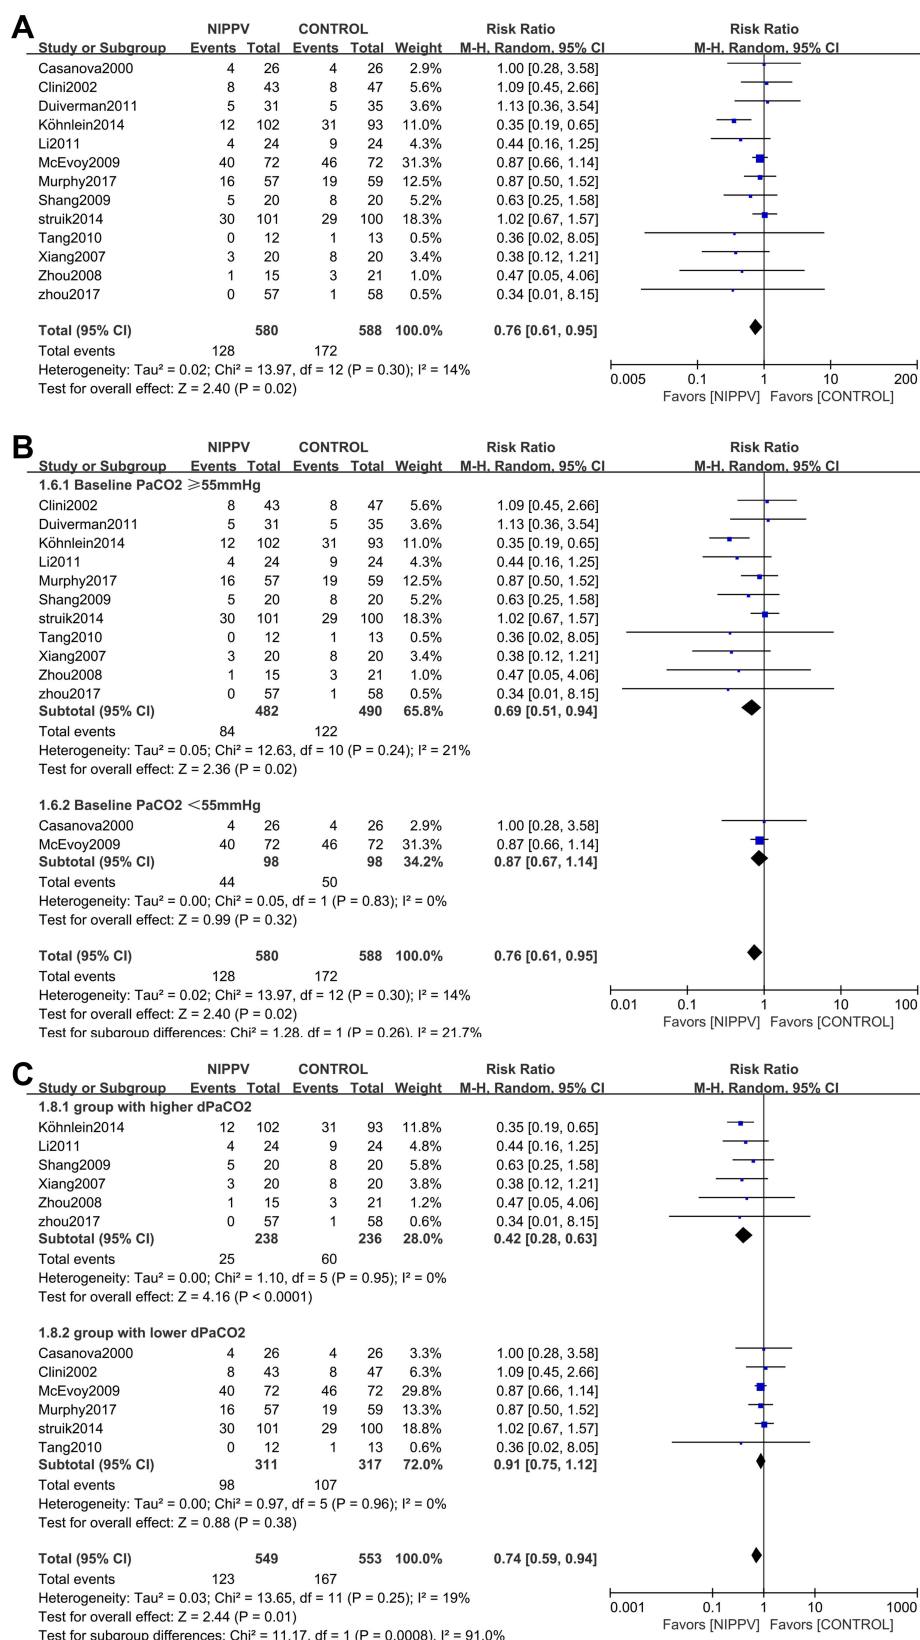 A
NIPPV CONTROL Risk Ratio Risk Ratio
Study or Subgroup Events Total Events Total Weight M-H, Random, 95% CI M-H, Random, 95% CI
Casanova2000 4 26 4 26 2.9% 1.00 [0.28, 3.58]
Clini2002 8 43 8 47 5.6% 1.09 [0.45, 2.66]
Duiverman2011 5 31 5 35 3.6% 1.13 [0.36, 3.54]
Köhnlein2014 12 102 31 93 11.0% 0.35 [0.19, 0.65]
Li2011 4 24 9 24 4.3% 0.44 [0.16, 1.25]
McEvoy2009 40 72 46 72 31.3% 0.87 [0.66, 1.14]
Murphy2017 16 57 19 59 12.5% 0.87 [0.50, 1.52]
Shang2009 5 20 8 20 5.2% 0.63 [0.25, 1.58]
struik2014 30 101 29 100 18.3% 1.02 [0.67, 1.57]
Tang2010 0 12 1 13 0.5% 0.36 [0.02, 8.05]
Xiang2007 3 20 8 20 3.4% 0.38 [0.12, 1.21]
Zhou2008 1 15 3 21 1.0% 0.47 [0.05, 4.06]
zhou2017 0 57 1 58 0.5% 0.34 [0.01, 8.15]
Total (95% CI) 580 588 100.0% 0.76 [0.61, 0.95]
Total events 128 172
Heterogeneity: Tau² = 0.02; Chi² = 13.97, df = 12 (P = 0.30); I² = 14%
Test for overall effect: Z = 2.40 (P = 0.02)
0.005 0.1 1 10 200
Favors [NIPPV] Favors [CONTROL]
B
NIPPV CONTROL Risk Ratio Risk Ratio
Study or Subgroup Events Total Events Total Weight M-H, Random, 95% CI M-H, Random, 95% CI
1.6.1 Baseline PaCO2 ⩾55mmHg
Clini2002 8 43 8 47 5.6% 1.09 [0.45, 2.66]
Duiverman2011 5 31 5 35 3.6% 1.13 [0.36, 3.54]
Köhnlein2014 12 102 31 93 11.0% 0.35 [0.19, 0.65]
Li2011 4 24 9 24 4.3% 0.44 [0.16, 1.25]
Murphy2017 16 57 19 59 12.5% 0.87 [0.50, 1.52]
Shang2009 5 20 8 20 5.2% 0.63 [0.25, 1.58]
struik2014 30 101 29 100 18.3% 1.02 [0.67, 1.57]
Tang2010 0 12 1 13 0.5% 0.36 [0.02, 8.05]
Xiang2007 3 20 8 20 3.4% 0.38 [0.12, 1.21]
Zhou2008 1 15 3 21 1.0% 0.47 [0.05, 4.06]
zhou2017 0 57 1 58 0.5% 0.34 [0.01, 8.15]
Subtotal (95% CI) 482 490 65.8% 0.69 [0.51, 0.94]
Total events 84 122
Heterogeneity: Tau² = 0.05; Chi² = 12.63, df = 10 (P = 0.24); I² = 21%
Test for overall effect: Z = 2.36 (P = 0.02)
1.6.2 Baseline PaCO2 <55mmHg
Casanova2000 4 26 4 26 2.9% 1.00 [0.28, 3.58]
McEvoy2009 40 72 46 72 31.3% 0.87 [0.66, 1.14]
Subtotal (95% CI) 98 98 34.2% 0.87 [0.67, 1.14]
Total events 44 50
Heterogeneity: Tau² = 0.00; Chi² = 0.05, df = 1 (P = 0.83); I² = 0%
Test for overall effect: Z = 0.99 (P = 0.32)
Total (95% CI) 580 588 100.0% 0.76 [0.61, 0.95]
Total events 128 172
Heterogeneity: Tau² = 0.02; Chi² = 13.97, df = 12 (P = 0.30); I² = 14%
Test for overall effect: Z = 2.40 (P = 0.02)
Test for subgroup differences: Chi² = 1.28, df = 1 (P = 0.26), I² = 21.7%
0.01 0.1 1 10 100
Favors [NIPPV] Favors [CONTROL]
C
NIPPV CONTROL Risk Ratio Risk Ratio
Study or Subgroup Events Total Events Total Weight M-H, Random, 95% CI M-H, Random, 95% CI
1.8.1 group with higher dPaCO2
Köhnlein2014 12 102 31 93 11.8% 0.35 [0.19, 0.65]
Li2011 4 24 9 24 4.8% 0.44 [0.16, 1.25]
Shang2009 5 20 8 20 5.8% 0.63 [0.25, 1.58]
Xiang2007 3 20 8 20 3.8% 0.38 [0.12, 1.21]
Zhou2008 1 15 3 21 1.2% 0.47 [0.05, 4.06]
zhou2017 0 57 1 58 0.6% 0.34 [0.01, 8.15]
Subtotal (95% CI) 238 236 28.0% 0.42 [0.28, 0.63]
Total events 25 60
Heterogeneity: Tau² = 0.00; Chi² = 1.10, df = 5 (P = 0.95); I² = 0%
Test for overall effect: Z = 4.16 (P < 0.0001)
1.8.2 group with lower dPaCO2
Casanova2000 4 26 4 26 3.3% 1.00 [0.28, 3.58]
Clini2002 8 43 8 47 6.3% 1.09 [0.45, 2.66]
McEvoy2009 40 72 46 72 29.8% 0.87 [0.66, 1.14]
Murphy2017 16 57 19 59 13.3% 0.87 [0.50, 1.52]
struik2014 30 101 29 100 18.8% 1.02 [0.67, 1.57]
Tang2010 0 12 1 13 0.6% 0.36 [0.02, 8.05]
Subtotal (95% CI) 311 317 72.0% 0.91 [0.75, 1.12]
Total events 98 107
Heterogeneity: Tau² = 0.00; Chi² = 0.97, df = 5 (P = 0.96); I² = 0%
Test for overall effect: Z = 0.88 (P = 0.38)
Total (95% CI) 549 553 100.0% 0.74 [0.59, 0.94]
Total events 123 167
Heterogeneity: Tau² = 0.03; Chi² = 13.65, df = 11 (P = 0.25); I² = 19%
Test for overall effect: Z = 2.44 (P = 0.01)
Test for subgroup differences: Chi² = 11.17, df = 1 (P = 0.0008), I² = 91.0%
0.001 0.1 1 10 1000
Favors [NIPPV] Favors [CONTROL]